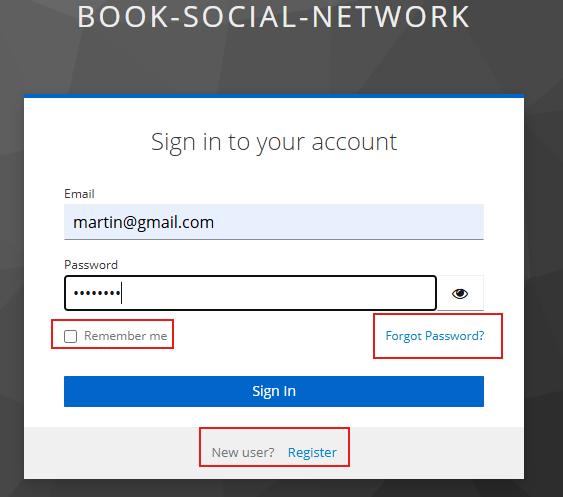 BOOK-SOCIAL-NETWORK
Sign in to your account
Email
martin@gmail.com
Password
••••••••
Remember me Forgot Password?
Sign In
New user? Register